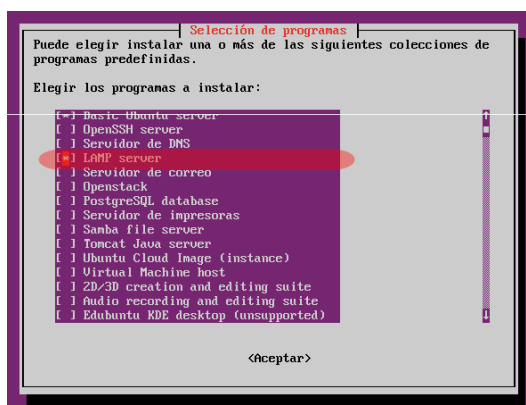 Selección de programas
Puede elegir instalar una o más de las siguientes colecciones de
programas predefinidas.
Elegir los programas a instalar:
[*] Basic Ubuntu server
[ ] OpenSSH server
[ ] Servidor de DNS
[*] LAMP server
[ ] Servidor de correo
[ ] Openstack
[ ] PostgreSQL database
[ ] Servidor de impresoras
[ ] Samba file server
[ ] Tomcat Java server
[ ] Ubuntu Cloud Image (instance)
[ ] Virtual Machine host
[ ] 2D/3D creation and editing suite
[ ] Audio recording and editing suite
[ ] Edubuntu KDE desktop (unsupported)
<Aceptar>